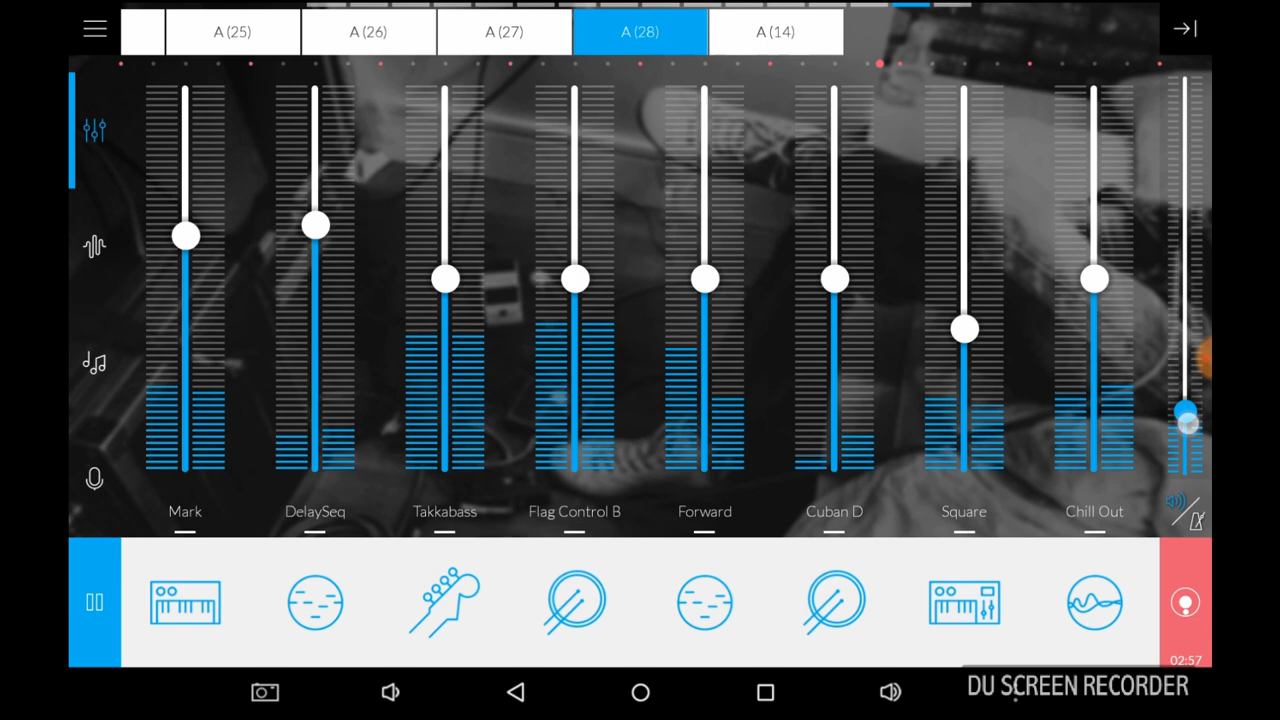 A (25)
A (26)
A (27)
A (28)
A (14)
Mark
DelaySeq
Takkabass
Flag Control B
Forward
Cuban D
Square
Chill Out
02:57
DU SCREEN RECORDER